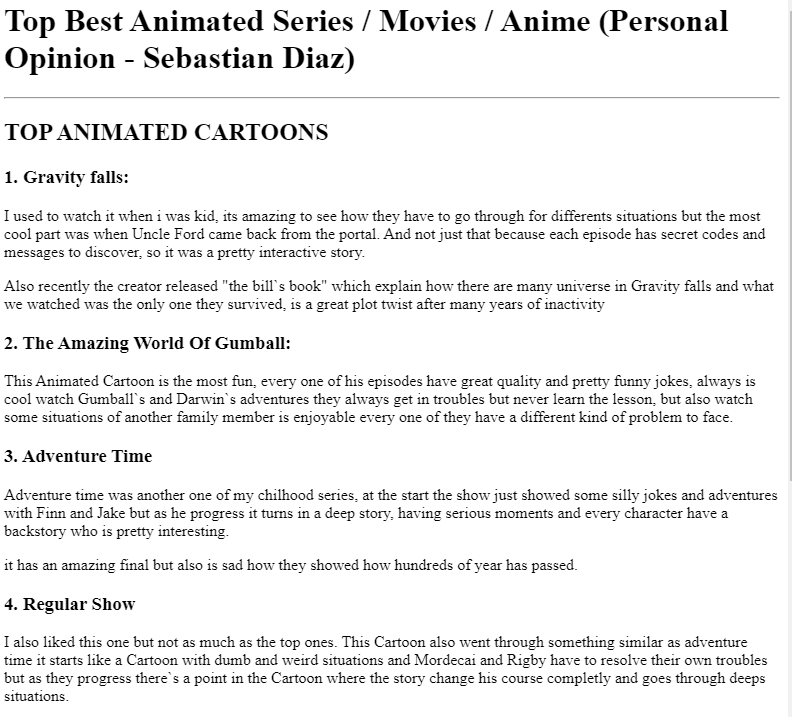 Top Best Animated Series / Movies / Anime (Personal
Opinion - Sebastian Diaz)
TOP ANIMATED CARTOONS
1. Gravity falls:
I used to watch it when i was kid, its amazing to see how they have to go through for differents situations but the most
cool part was when Uncle Ford came back from the portal. And not just that because each episode has secret codes and
messages to discover, so it was a pretty interactive story.
Also recently the creator released "the bill`s book" which explain how there are many universe in Gravity falls and what
we watched was the only one they survived, is a great plot twist after many years of inactivity
2. The Amazing World Of Gumball:
This Animated Cartoon is the most fun, every one of his episodes have great quality and pretty funny jokes, always is
cool watch Gumball`s and Darwin`s adventures they always get in troubles but never learn the lesson, but also watch
some situations of another family member is enjoyable every one of they have a different kind of problem to face.
3. Adventure Time
Adventure time was another one of my chilhood series, at the start the show just showed some silly jokes and adventures
with Finn and Jake but as he progress it turns in a deep story, having serious moments and every character have a
backstory who is pretty interesting.
it has an amazing final but also is sad how they showed how hundreds of year has passed.
4. Regular Show
I also liked this one but not as much as the top ones. This Cartoon also went through something similar as adventure
time it starts like a Cartoon with dumb and weird situations and Mordecai and Rigby have to resolve their own troubles
but as they progress there`s a point in the Cartoon where the story change his course completly and goes through deeps
situations.